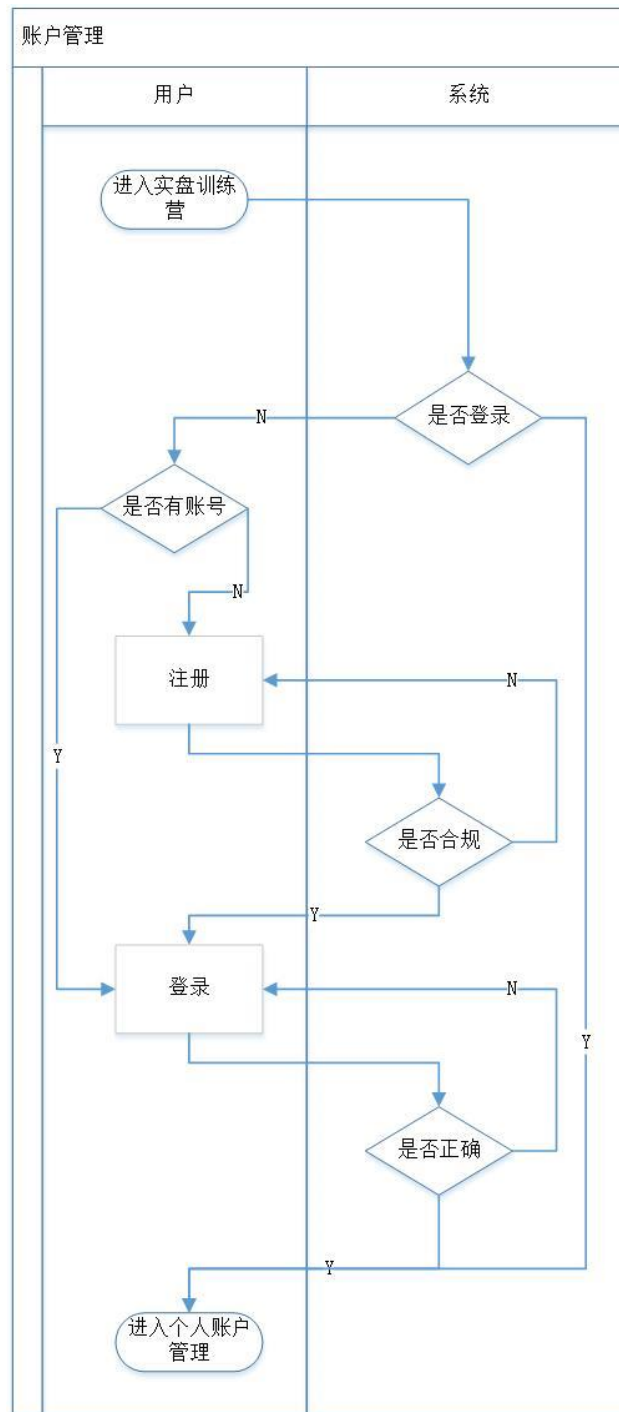 账户管理
用户
系统
进入实盘训练
营
是否登录
N
是否有账号
N
注册
N
Y
是否合规
Y
登录
N
Y
是否正确
Y
进入个人账户
管理